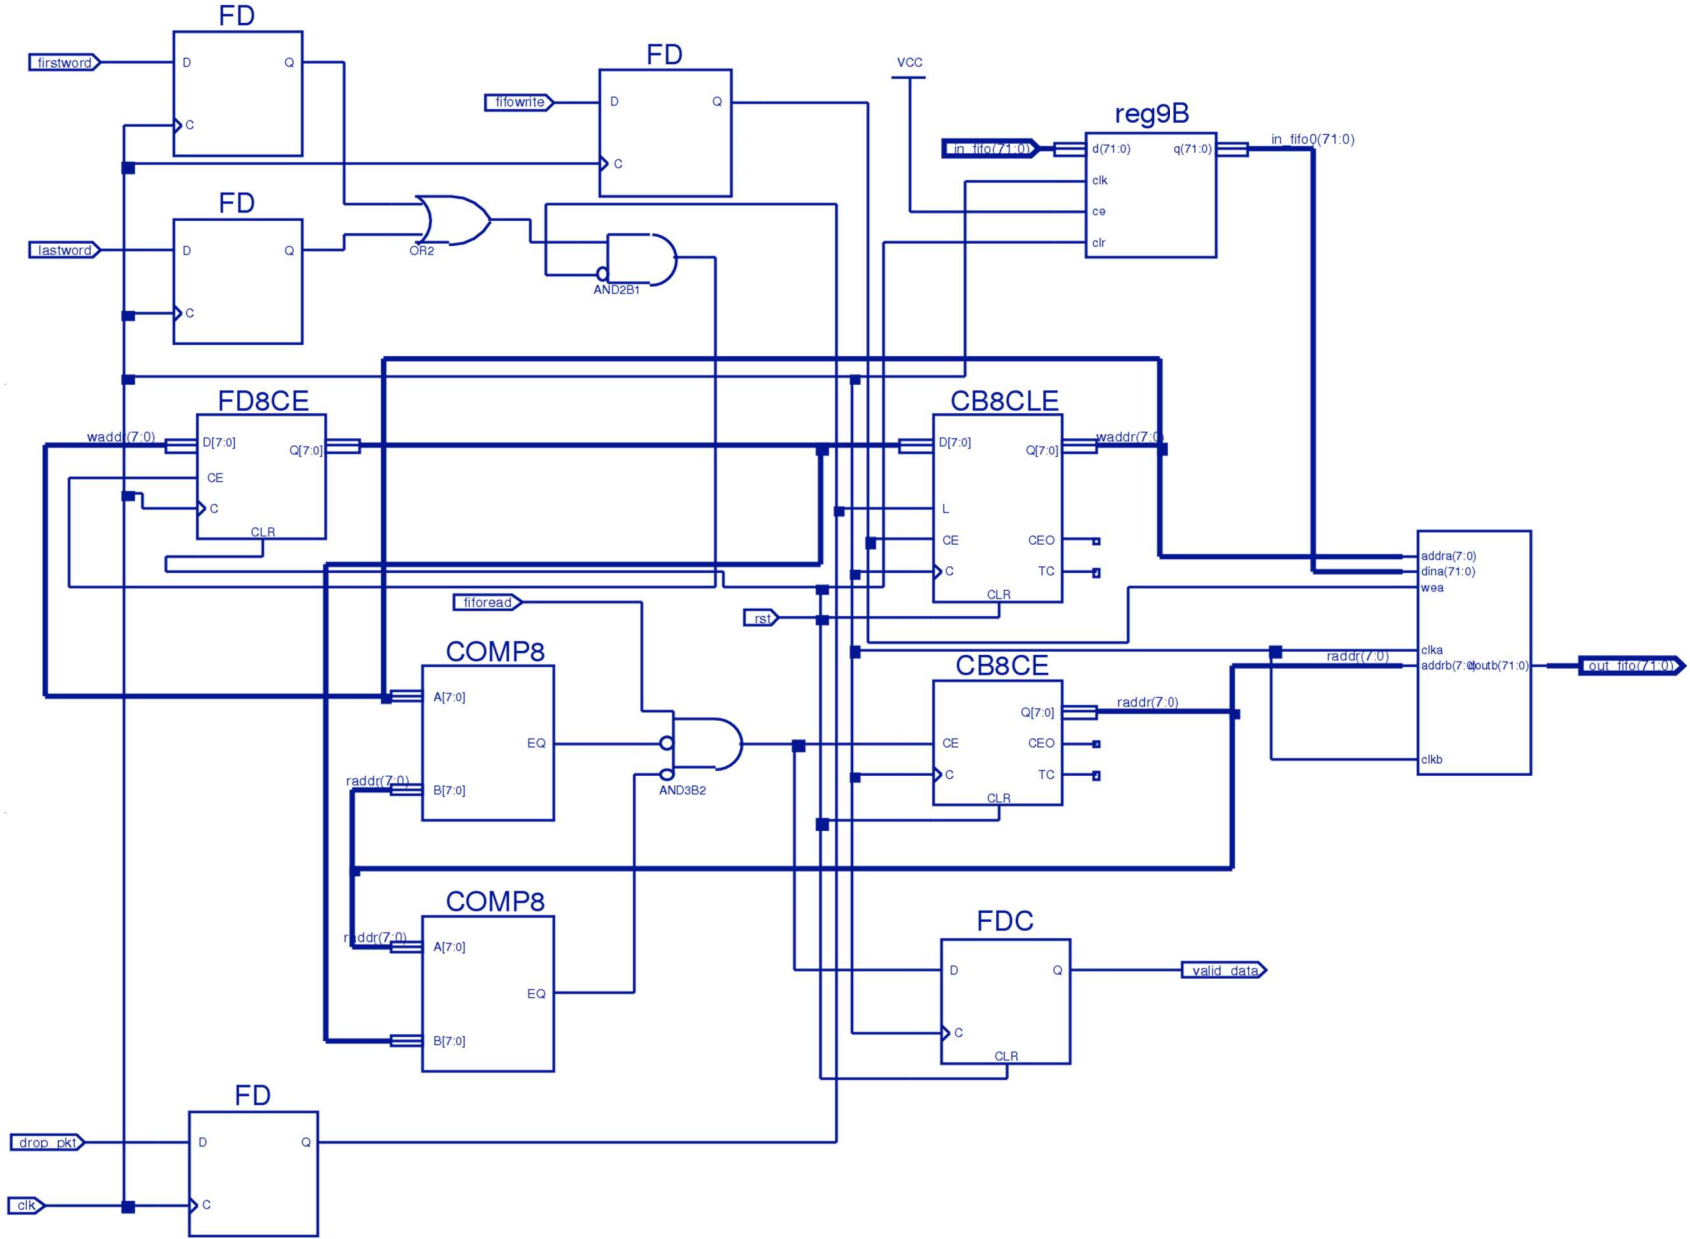 FD
firstword
D
Q
C
FD
fifowrite
D
Q
C
VCC
reg9B
in_fifo(71:0)
d(71:0)
q(71:0)
in_fifo0(71:0)
clk
ce
clr
FD
lastword
D
Q
C
OR2
AND2B1
FD8CE
waddr(7:0)
D[7:0]
Q[7:0]
CE
C
CLR
CB8CLE
D[7:0]
Q[7:0]
waddr(7:0)
L
CE
CEO
C
TC
CLR
rst
addra(7:0)
dina(71:0)
wea
clka
addrb(7:0)
doutb(71:0)
clkb
raddr(7:0)
out_fifo(71:0)
fiforead
COMP8
A[7:0]
EQ
raddr(7:0)
B[7:0]
AND3B2
CB8CE
Q[7:0]
raddr(7:0)
CE
CEO
C
TC
CLR
COMP8
raddr(7:0)
A[7:0]
EQ
B[7:0]
FDC
D
Q
valid_data
C
CLR
FD
drop_pkt
D
Q
clk
C